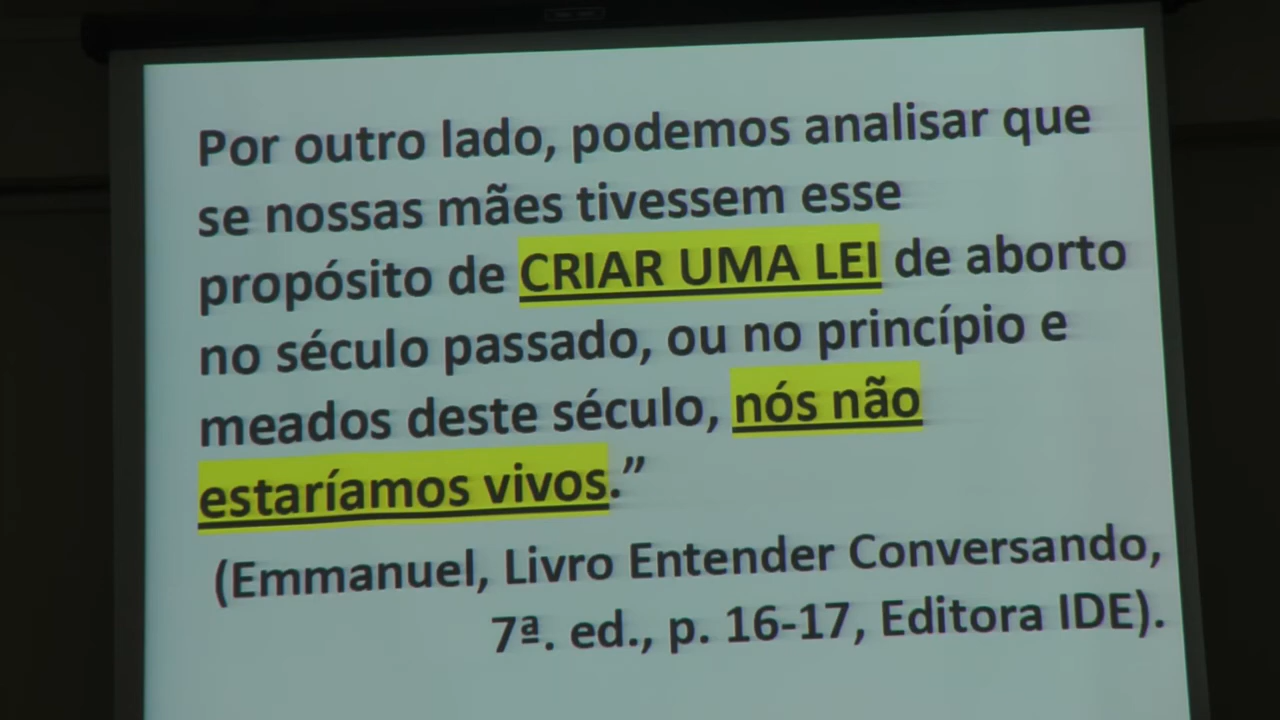 Por outro lado, podemos analisar que
se nossas mães tivessem esse
propósito de CRIAR UMA LEI de aborto
no século passado, ou no princípio e
meados deste século, nós não
estaríamos vivos.”
(Emmanuel, Livro Entender Conversando,
7ª. ed., p. 16-17, Editora IDE).